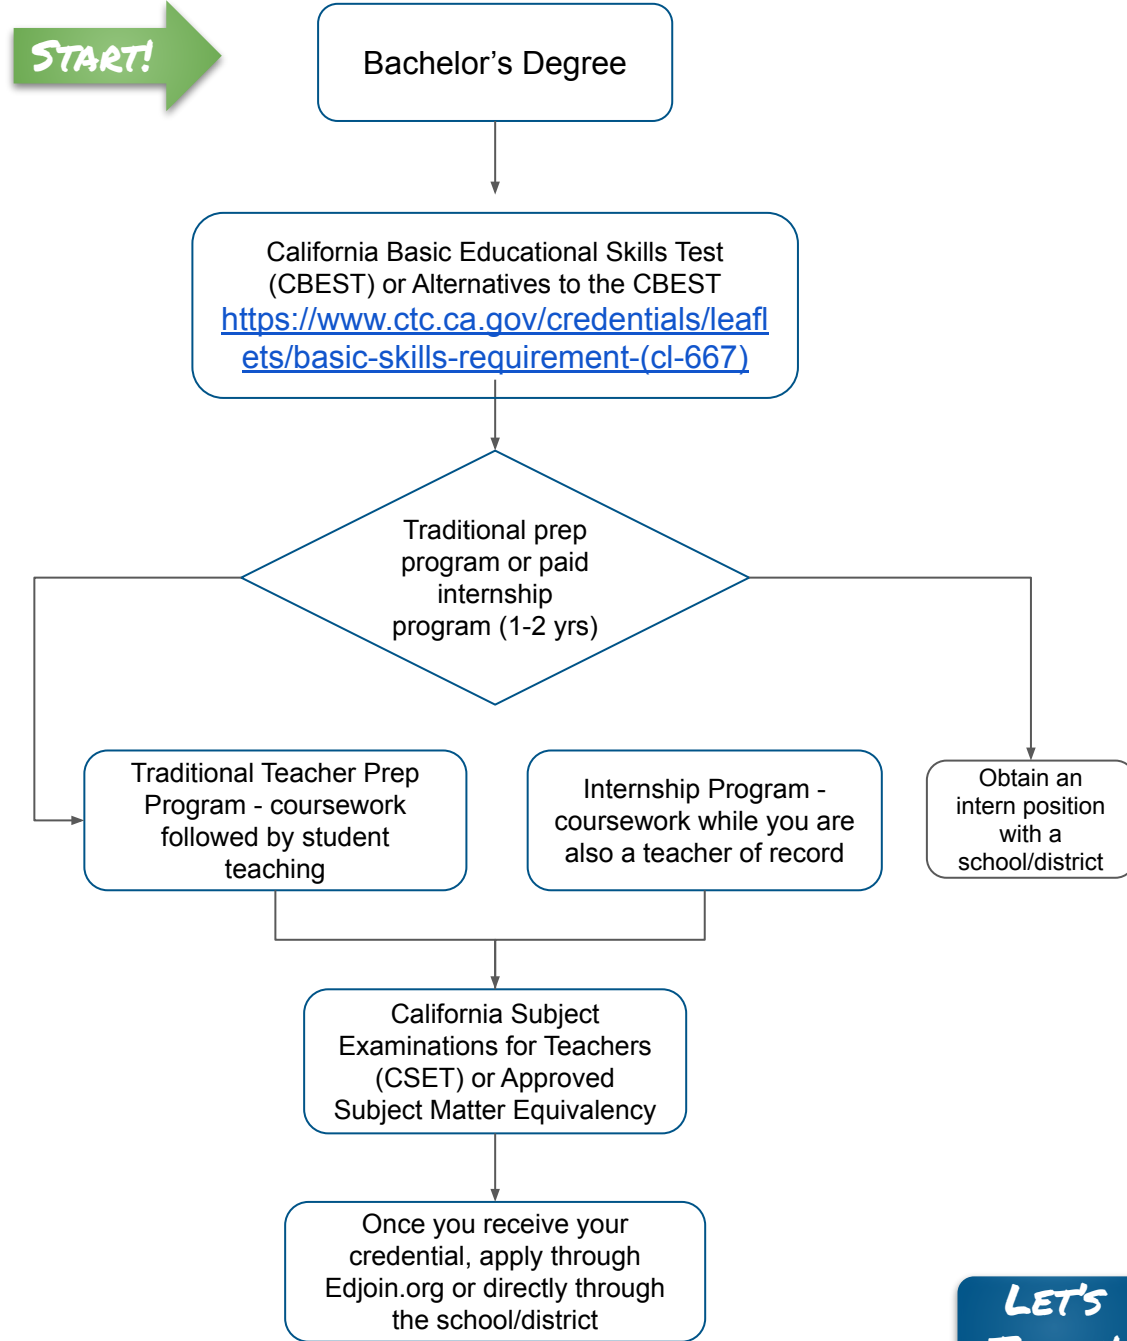 START!
Bachelor's Degree
California Basic Educational Skills Test
(CBEST) or Alternatives to the CBEST
https://www.ctc.ca.gov/credentials/leafl
ets/basic-skills-requirement-(cl-667)
Traditional prep
program or paid
internship
program (1-2 yrs)
Traditional Teacher Prep
Program - coursework
followed by student
teaching
Internship Program -
coursework while you are
also a teacher of record
Obtain an
intern position
with a
school/district
California Subject
Examinations for Teachers
(CSET) or Approved
Subject Matter Equivalency
Once you receive your
credential, apply through
Edjoin.org or directly through
the school/district
LET'S